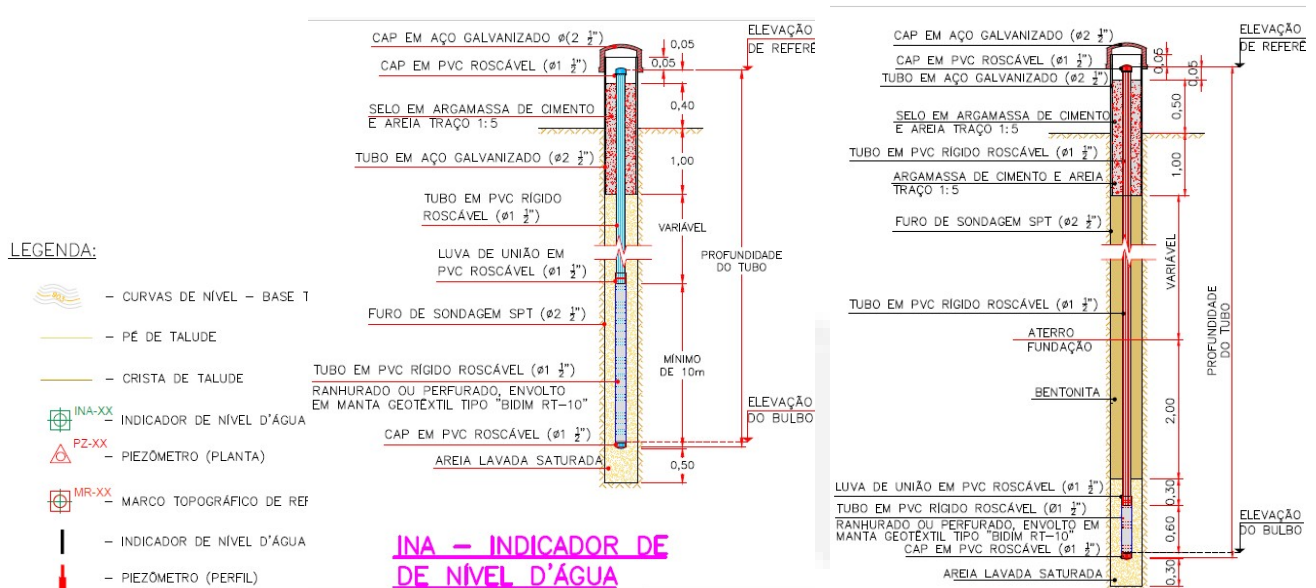 LEGENDA:
RU
- CURVAS DE NÍVEL - BASE T
- PÉ DE TALUDE
- CRISTA DE TALUDE
INA-XX
- INDICADOR DE NÍVEL D'ÁGUA
PZ-XX
- PIEZÔMETRO (PLANTA)
MR-XX
- MARCO TOPOGRÁFICO DE REF
- INDICADOR DE NÍVEL D'ÁGUA
- PIEZÔMETRO (PERFIL)
CAP EM AÇO GALVANIZADO Ø(2 ½")
CAP EM PVC ROSCÁVEL (Ø1 ½")
SELO EM ARGAMASSA DE CIMENTO
E AREIA TRAÇO 1:5
TUBO EM AÇO GALVANIZADO (Ø2 ½")
TUBO EM PVC RÍGIDO
ROSCÁVEL (Ø1 ½")
LUVA DE UNIÃO EM
PVC ROSCÁVEL (Ø1 ½")
FURO DE SONDAGEM SPT (Ø2 ½")
TUBO EM PVC RÍGIDO ROSCÁVEL (Ø1 ½")
RANHURADO OU PERFURADO, ENVOLTO
EM MANTA GEOTÊXTIL TIPO "BIDIM RT-10"
CAP EM PVC ROSCÁVEL (Ø1 ½")
AREIA LAVADA SATURADA
0,05
0,05
0,40
1,00
VARIÁVEL
MÍNIMO
DE 10m
0,50
ELEVAÇÃO
DE REFERÊ
PROFUNDIDADE
DO TUBO
ELEVAÇÃO
DO BULBO
INA - INDICADOR DE
DE NÍVEL D'ÁGUA
CAP EM AÇO GALVANIZADO (Ø2 ½")
CAP EM PVC ROSCÁVEL (Ø1 ½")
TUBO EM AÇO GALVANIZADO (Ø2 ½")
SELO EM ARGAMASSA DE CIMENTO
E AREIA TRAÇO 1:5
TUBO EM PVC RÍGIDO ROSCÁVEL (Ø1 ½")
ARGAMASSA DE CIMENTO E AREIA
TRAÇO 1:5
FURO DE SONDAGEM SPT (Ø2 ½")
TUBO EM PVC RÍGIDO ROSCÁVEL (Ø1 ½")
ATERRO
FUNDAÇÃO
BENTONITA
LUVA DE UNIÃO EM PVC ROSCÁVEL (Ø1 ½")
TUBO EM PVC RÍGIDO ROSCÁVEL (Ø1 ½")
RANHURADO OU PERFURADO, ENVOLTO EM
MANTA GEOTÊXTIL TIPO "BIDIM RT-10"
CAP EM PVC ROSCÁVEL (Ø1 ½")
AREIA LAVADA SATURADA
0,05
0,05
0,50
1,00
VARIÁVEL
2,00
0,30
0,60
0,30
ELEVAÇÃO
DE REFERÊ
PROFUNDIDADE
DO TUBO
ELEVAÇÃO
DO BULBO